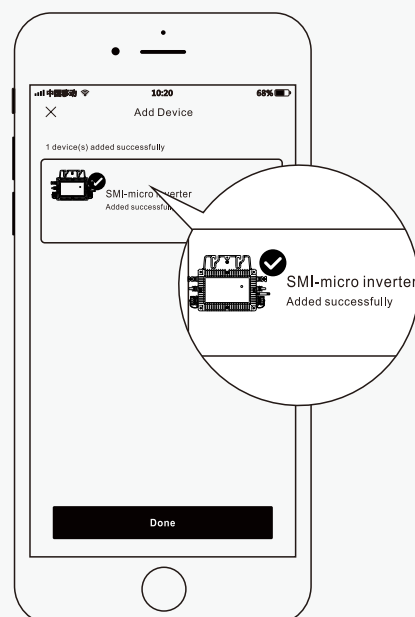 中国移动 10:20 68%
Add Device
1 device(s) added successfully
SMI-micro inverter
Added successfully
SMI-micro inverter
Added successfully
Done